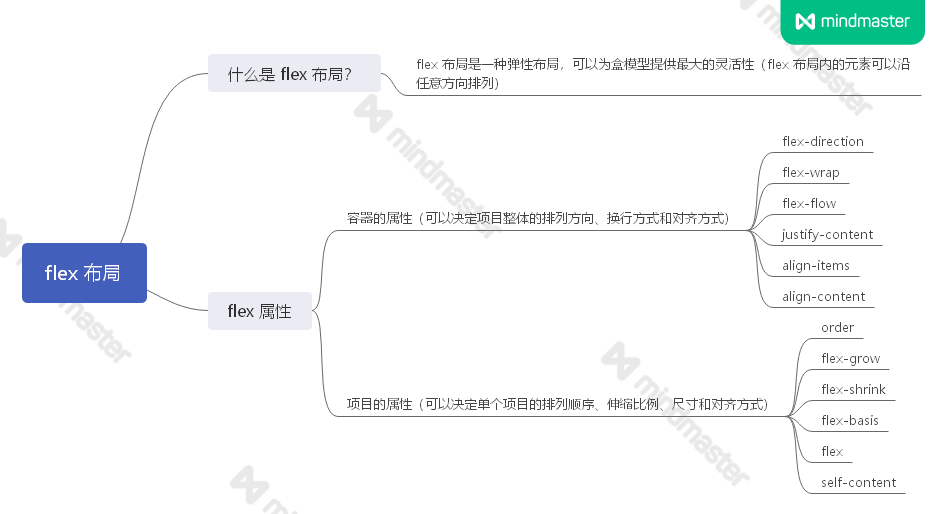 mindmaster
什么是 flex 布局？
flex 布局是一种弹性布局，可以为盒模型提供最大的灵活性（flex 布局内的元素可以沿
任意方向排列）
flex 布局
flex 属性
容器的属性（可以决定项目整体的排列方向、换行方式和对齐方式）
flex-direction
flex-wrap
flex-flow
justify-content
align-items
align-content
项目的属性（可以决定单个项目的排列顺序、伸缩比例、尺寸和对齐方式）
order
flex-grow
flex-shrink
flex-basis
flex
self-content
mindmaster
mindmaster
mindmaster
mindmaster